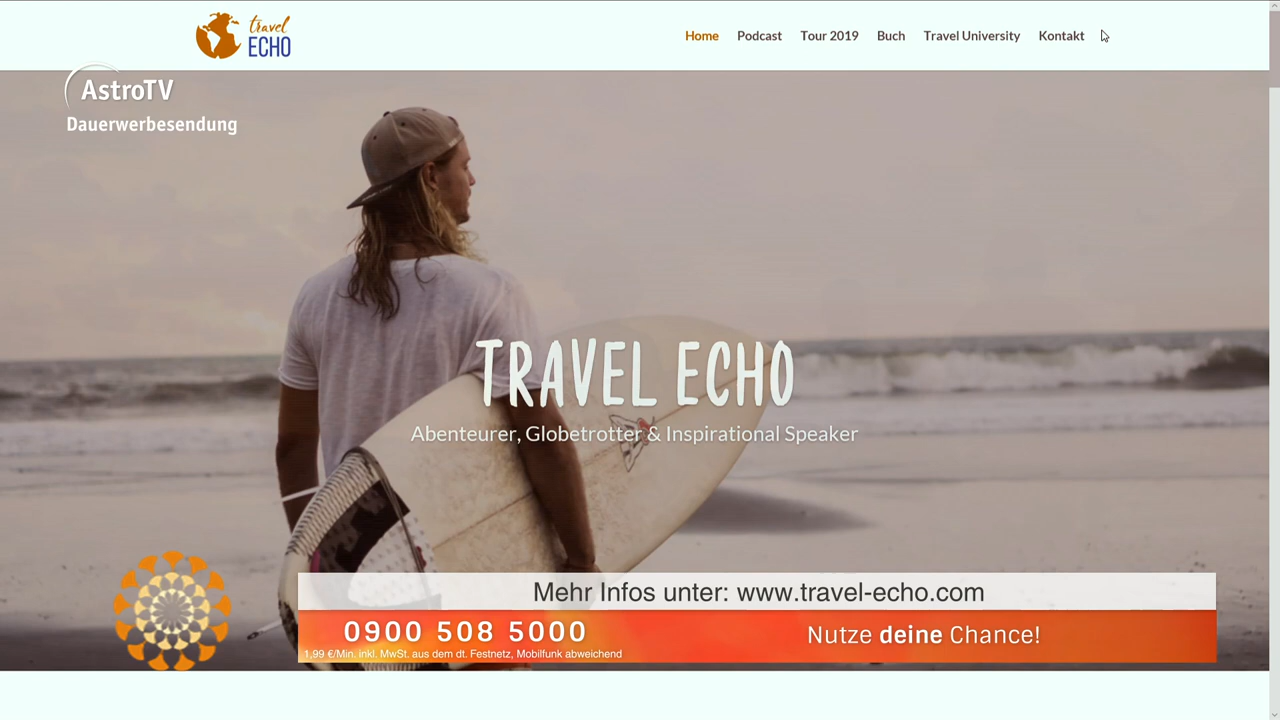 travel
ECHO
Home Podcast Tour 2019 Buch Travel University Kontakt
AstroTV
Dauerwerbesendung
TRAVEL ECHO
Abenteurer, Globetrotter & Inspirational Speaker
Mehr Infos unter: www.travel-echo.com
0900 508 5000
Nutze deine Chance!
1,99 €/Min. inkl. MwSt. aus dem dt. Festnetz, Mobilfunk abweichend